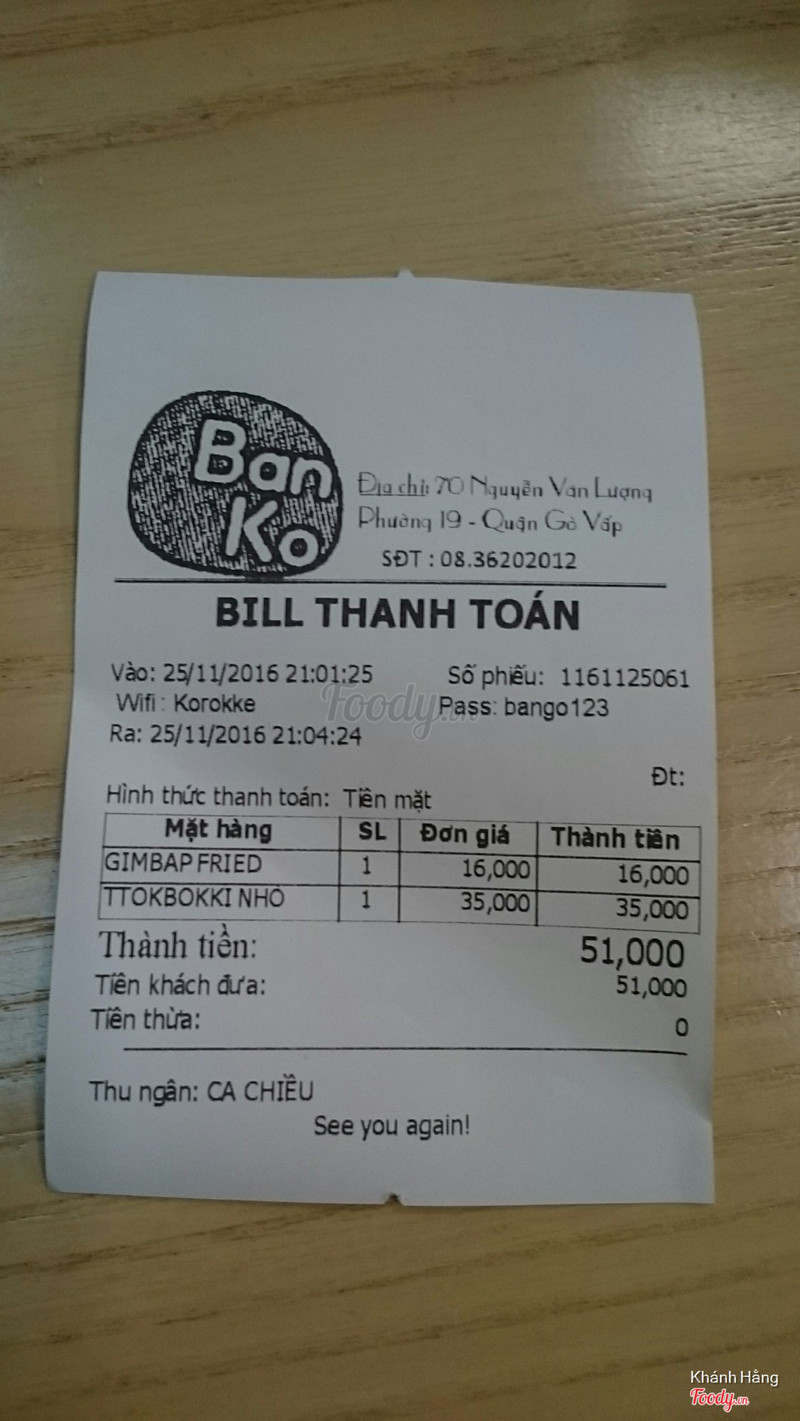 Ban
Ko
Địa chỉ: 70 Nguyễn Văn Lượng
Phường 19 - Quận Gò Vấp
SĐT : 08.36202012
BILL THANH TOÁN
Vào: 25/11/2016 21:01:25 Số phiếu: 1161125061
Wifi : Korokke Pass: bango123
Foody.vn
Ra: 25/11/2016 21:04:24
Đt:
Hình thức thanh toán: Tiền mặt
Mặt hàng SL Đơn giá Thành tiền
GIMBAP FRIED 1 16,000 16,000
TTOKBOKKI NHỎ 1 35,000 35,000
Thành tiền: 51,000
Tiền khách đưa: 51,000
Tiền thừa: 0
Thu ngân: CA CHIỀU
See you again!
Khánh Hằng
Foody.vn